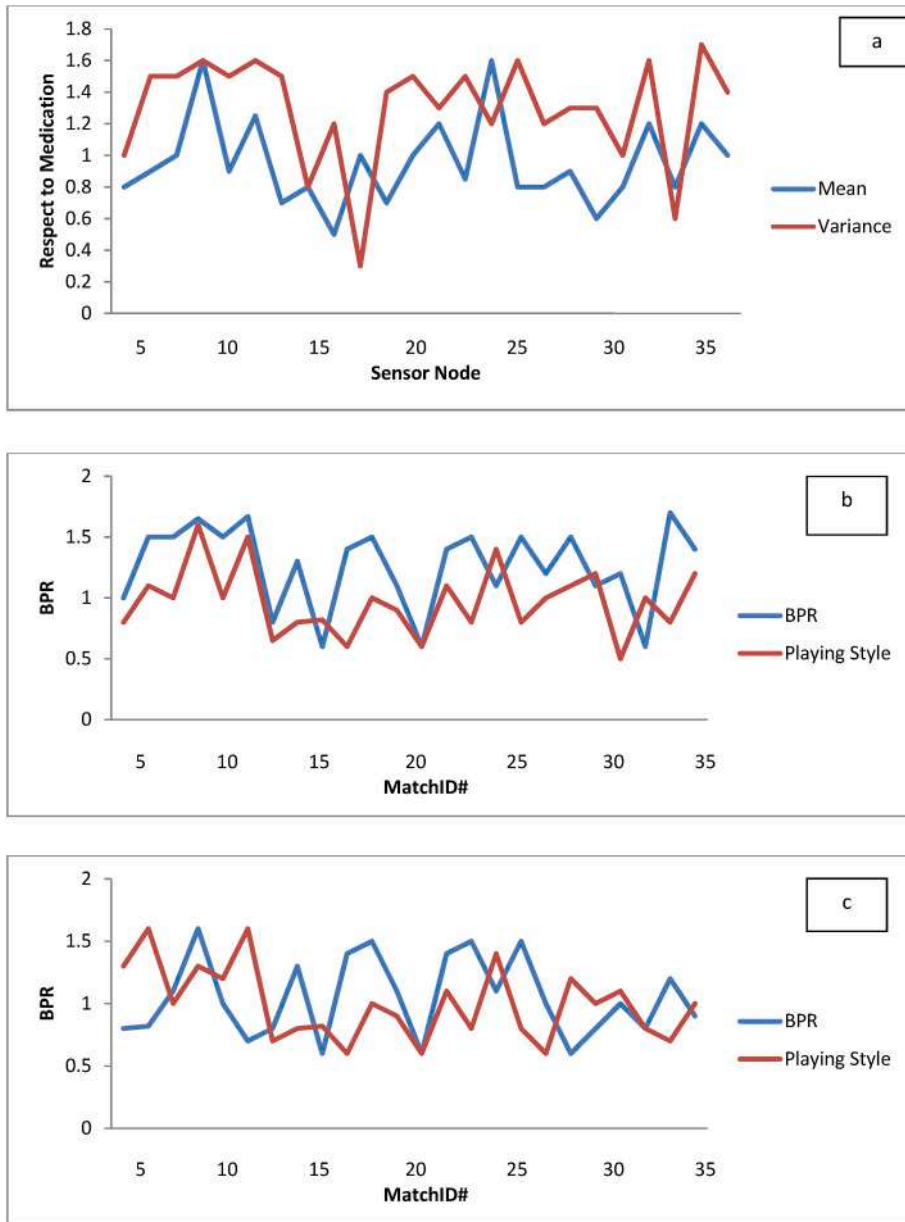 a
1.8
1.6
1.4
1.2
1
0.8
0.6
0.4
0.2
0
Respect to Medication
Mean
Variance
5 10 15 20 25 30 35
Sensor Node
b
2
1.5
1
0.5
0
BPR
BPR
Playing Style
5 10 15 20 25 30 35
MatchID#
c
2
1.5
1
0.5
0
BPR
BPR
Playing Style
5 10 15 20 25 30 35
MatchID#